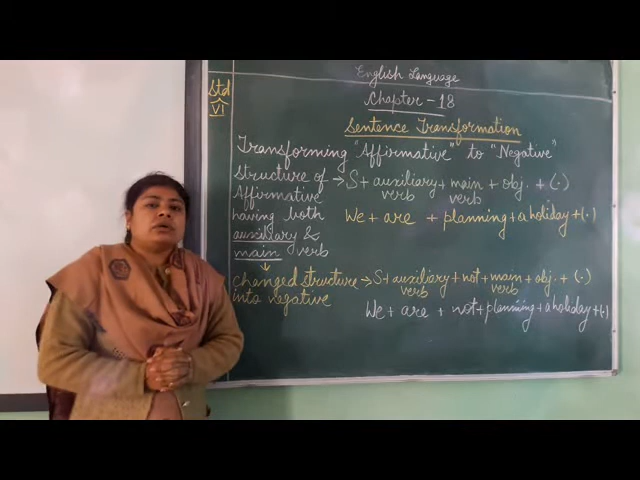 English Language
Std
VI
Chapter - 18
Sentence Transformation
Transforming "Affirmative" to "Negative"
Structure of → S + auxiliary + main + obj. + (.)
Affirmative verb verb
having both We + are + planning + a holiday + (.)
auxiliary &
main verb
↓
changed structure → S + auxiliary + not + main + obj. + (.)
into negative verb verb
We + are + not + planning + a holiday + (.)